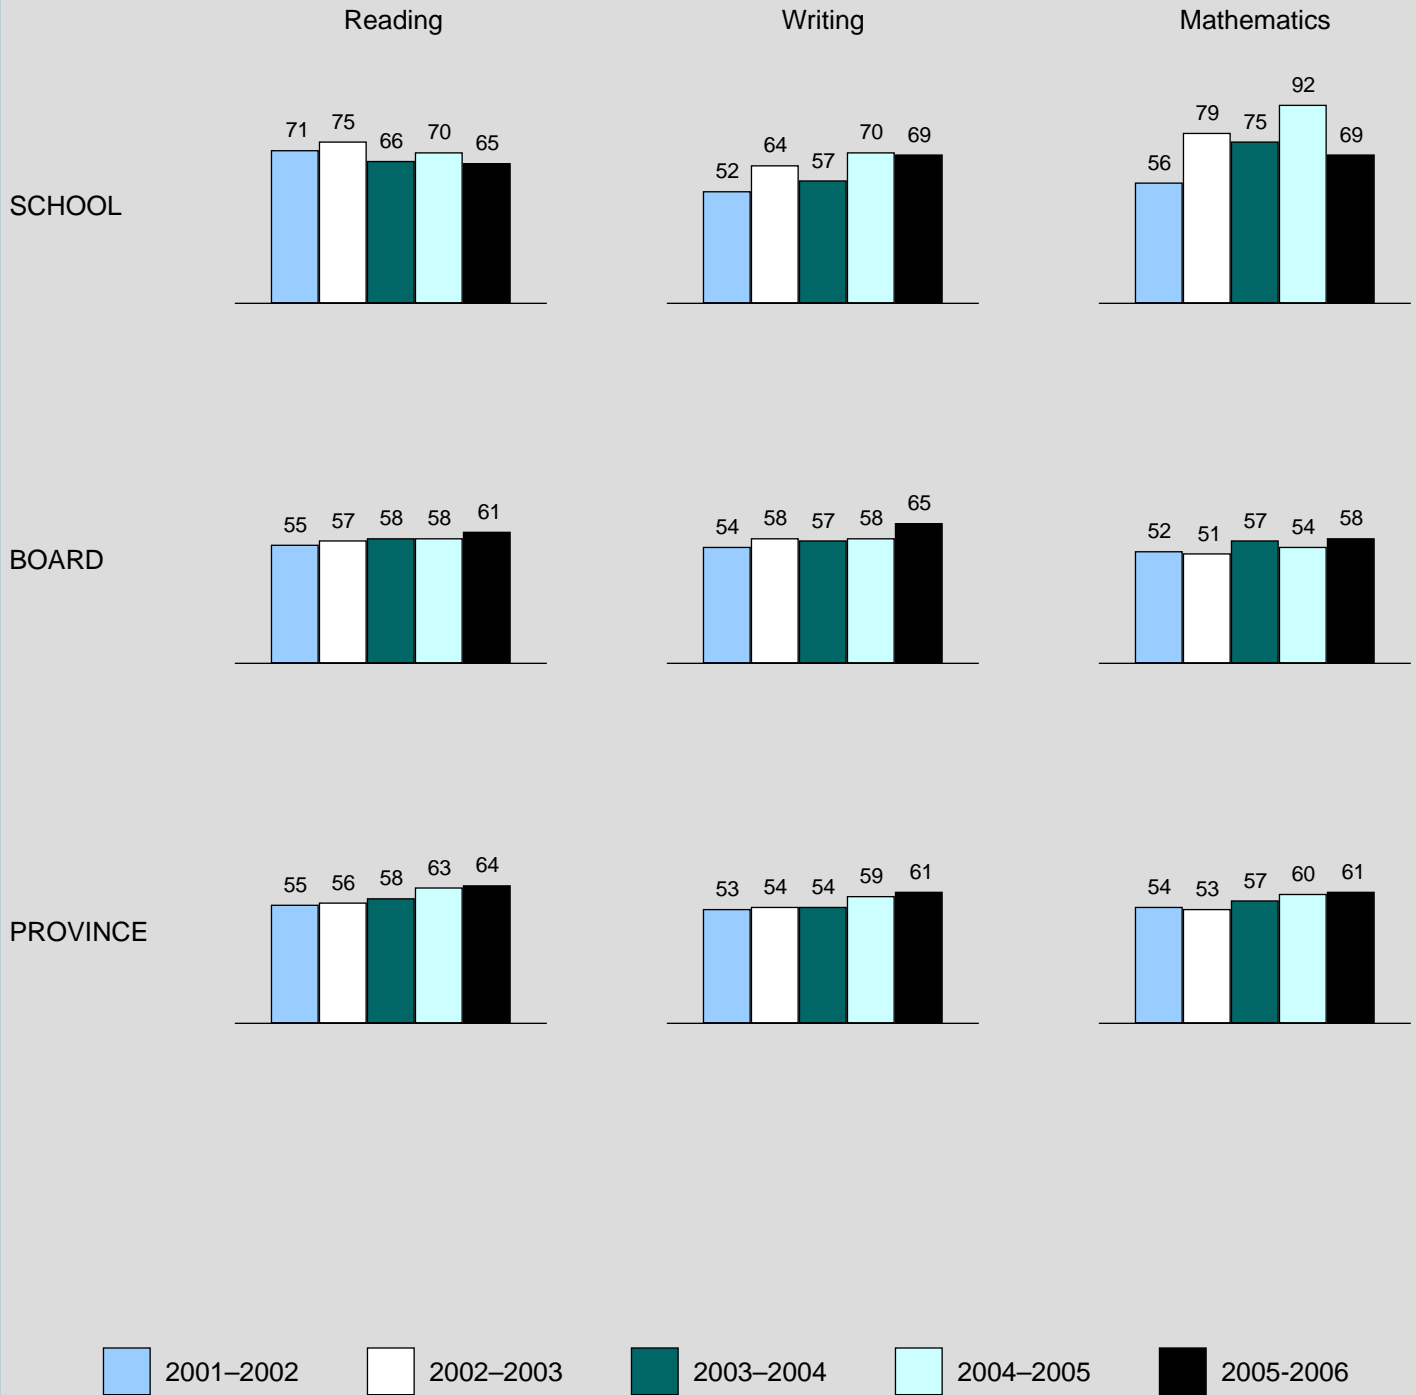 Reading Writing Mathematics
71 75 66 70 65
52 64 57 70 69
56 79 75 92 69
SCHOOL
55 57 58 58 61
54 58 57 58 65
52 51 57 54 58
BOARD
55 56 58 63 64
53 54 54 59 61
54 53 57 60 61
PROVINCE
2001–2002 2002–2003 2003–2004 2004–2005 2005-2006